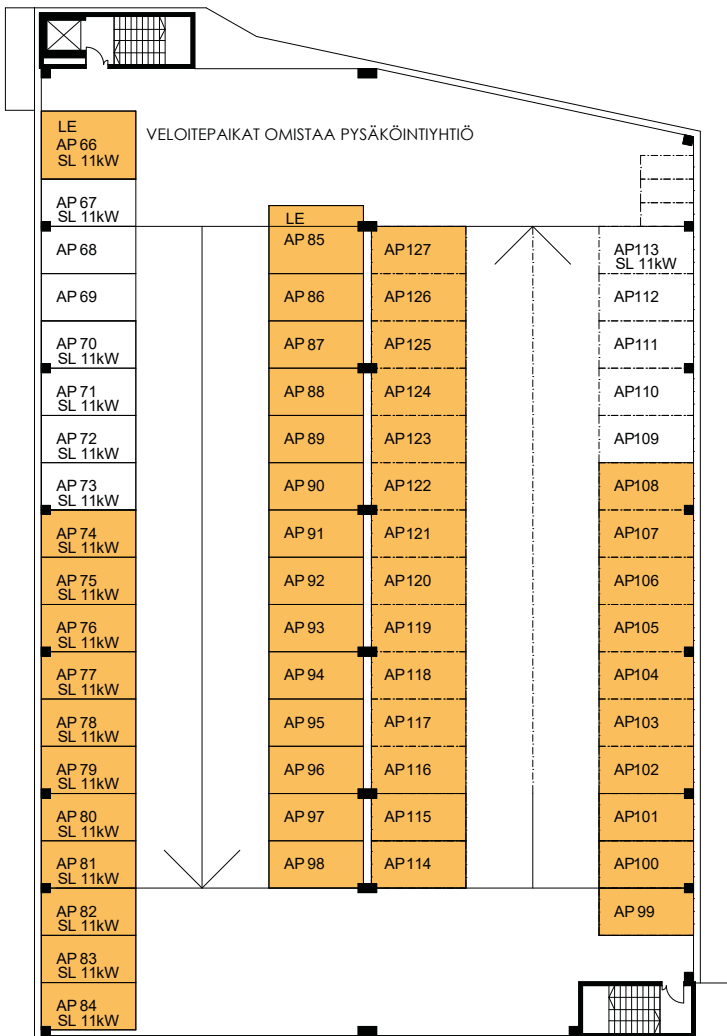 LE
AP 66
SL 11kW
VELOITEPAIKAT OMISTAA PYSÄKÖINTIYHTIÖ
AP 67
SL 11kW
AP 68
AP 69
AP 70
SL 11kW
AP 71
SL 11kW
AP 72
SL 11kW
AP 73
SL 11kW
AP 74
SL 11kW
AP 75
SL 11kW
AP 76
SL 11kW
AP 77
SL 11kW
AP 78
SL 11kW
AP 79
SL 11kW
AP 80
SL 11kW
AP 81
SL 11kW
AP 82
SL 11kW
AP 83
SL 11kW
AP 84
SL 11kW
LE
AP 85
AP 86
AP 87
AP 88
AP 89
AP 90
AP 91
AP 92
AP 93
AP 94
AP 95
AP 96
AP 97
AP 98
AP127
AP126
AP125
AP124
AP123
AP122
AP121
AP120
AP119
AP118
AP117
AP116
AP115
AP114
AP113
SL 11kW
AP112
AP111
AP110
AP109
AP108
AP107
AP106
AP105
AP104
AP103
AP102
AP101
AP100
AP 99